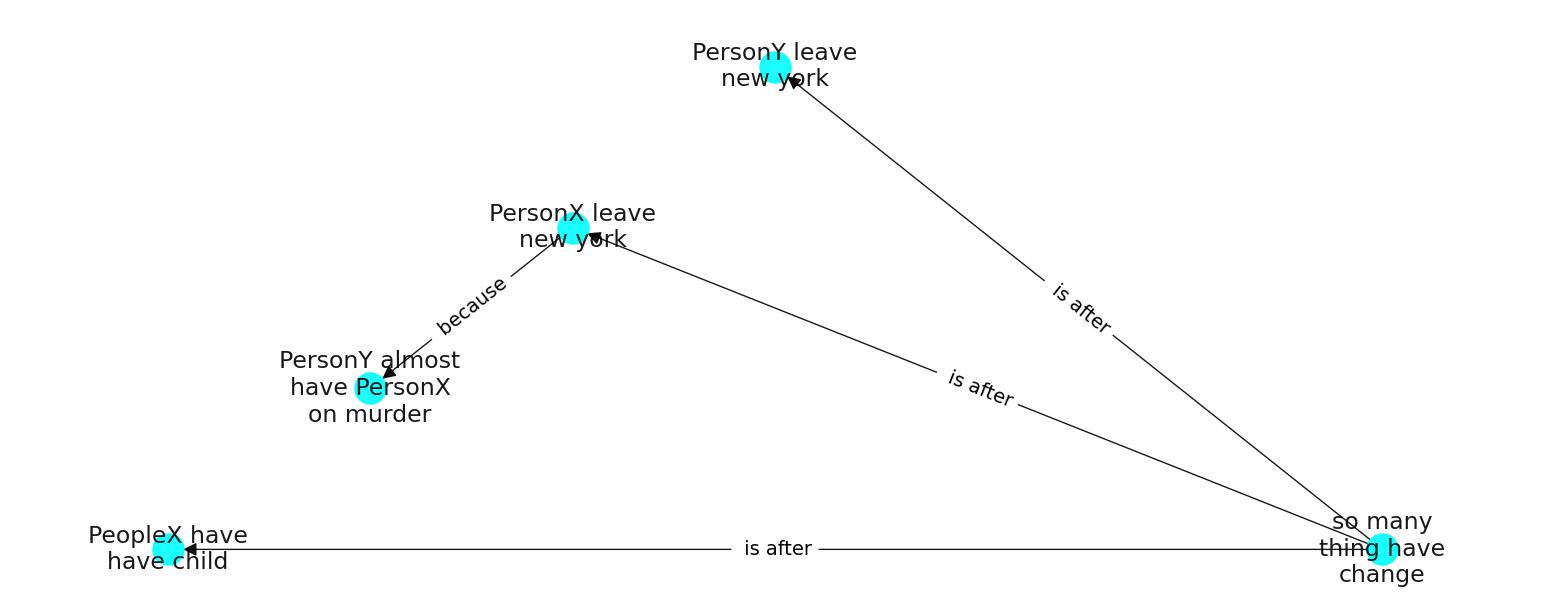 PersonY leave
new york
PersonX leave
new york
because
is after
PersonY almost
have PersonX
on murder
is after
PeopleX have
have child
is after
so many
thing have
change